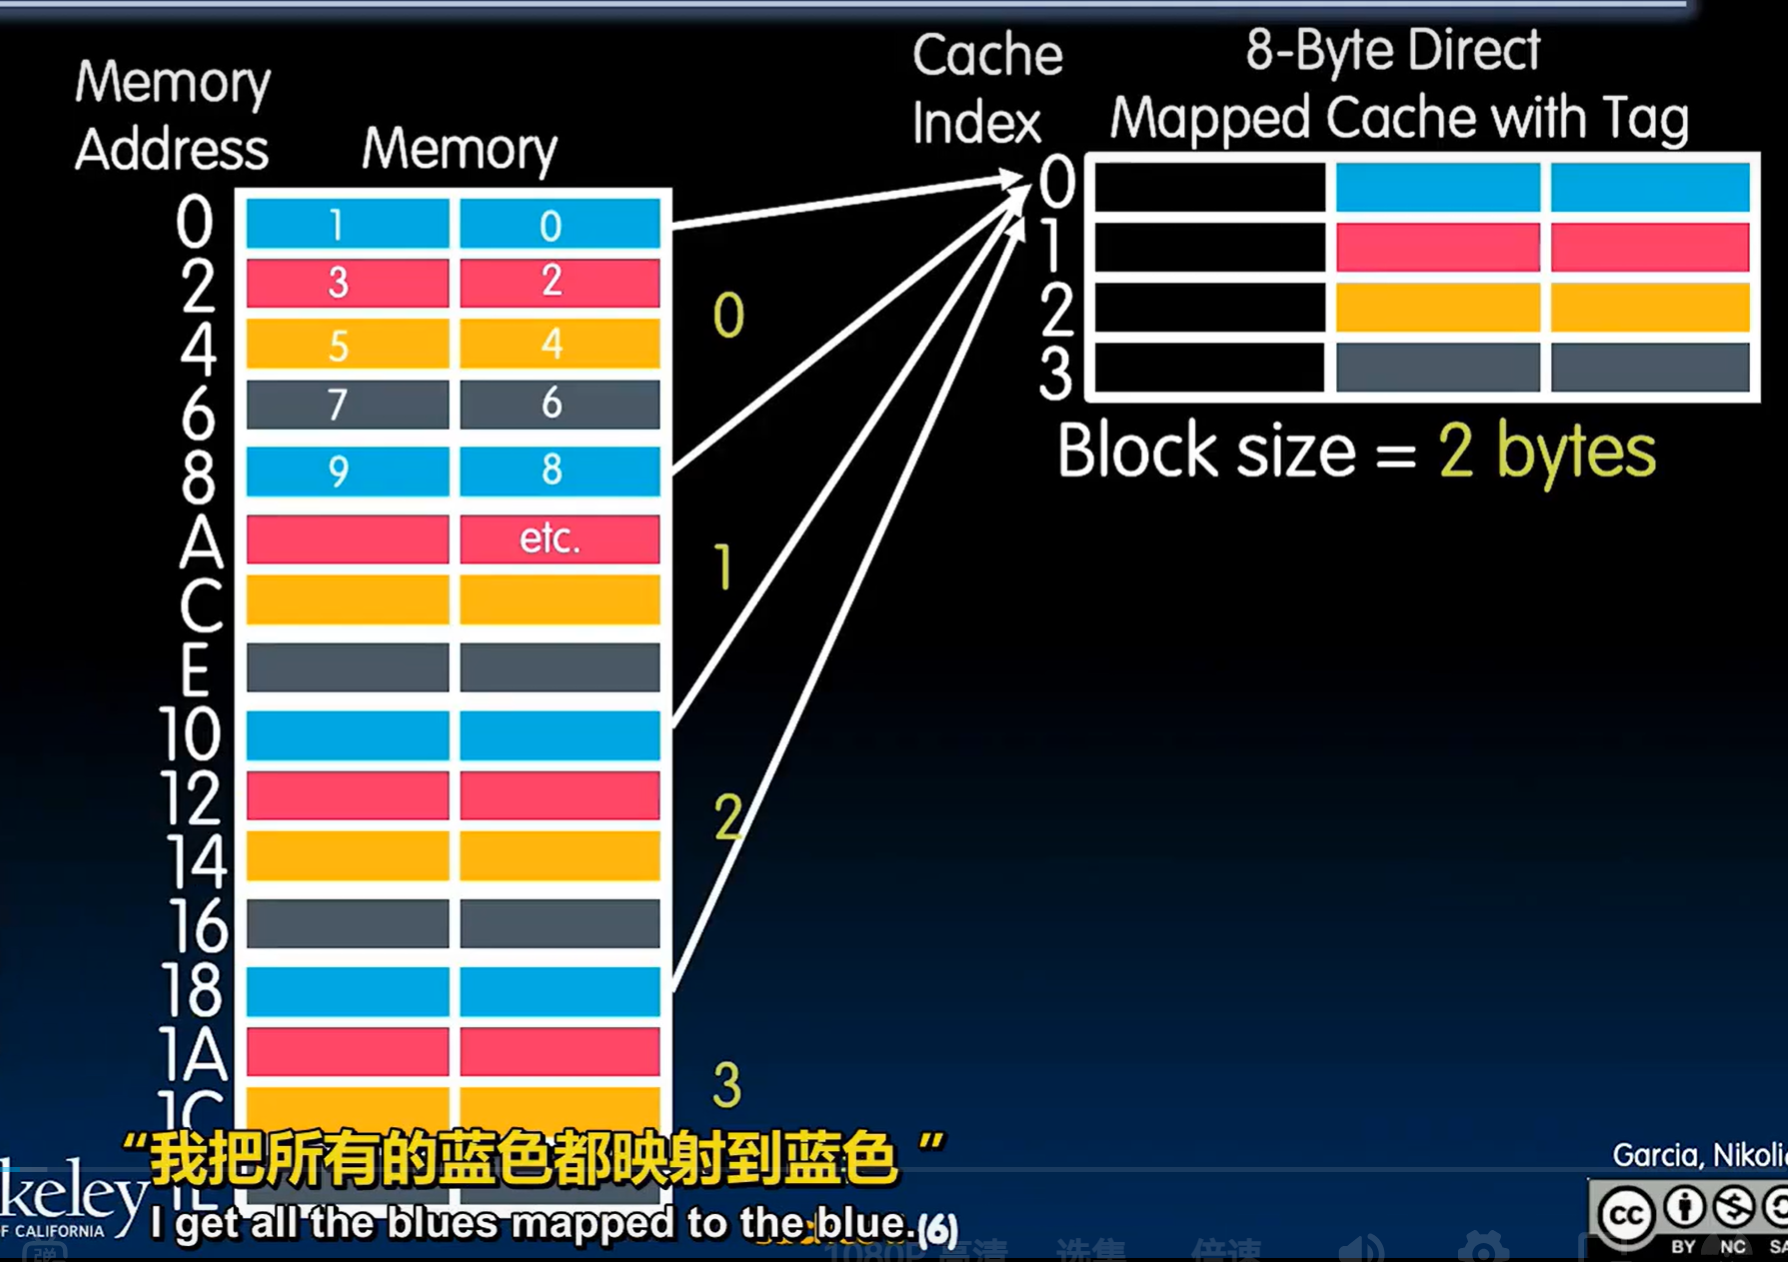 Memory Address
Memory
Cache Index
8-Byte Direct
Mapped Cache with Tag
0 1 0
2 3 2
4 5 4
6 7 6
8 9 8
A etc.
C
E
10
12
14
16
18
1A
1C
1E
0
1
2
3
0
1
2
3
Block size = 2 bytes
“我把所有的蓝色都映射到蓝色 ”
I get all the blues mapped to the blue.
(6)
keley
F CALIFORNIA
Garcia, Nikolić
cc
BY NC SA
弹
1080P 高清 选集 倍速